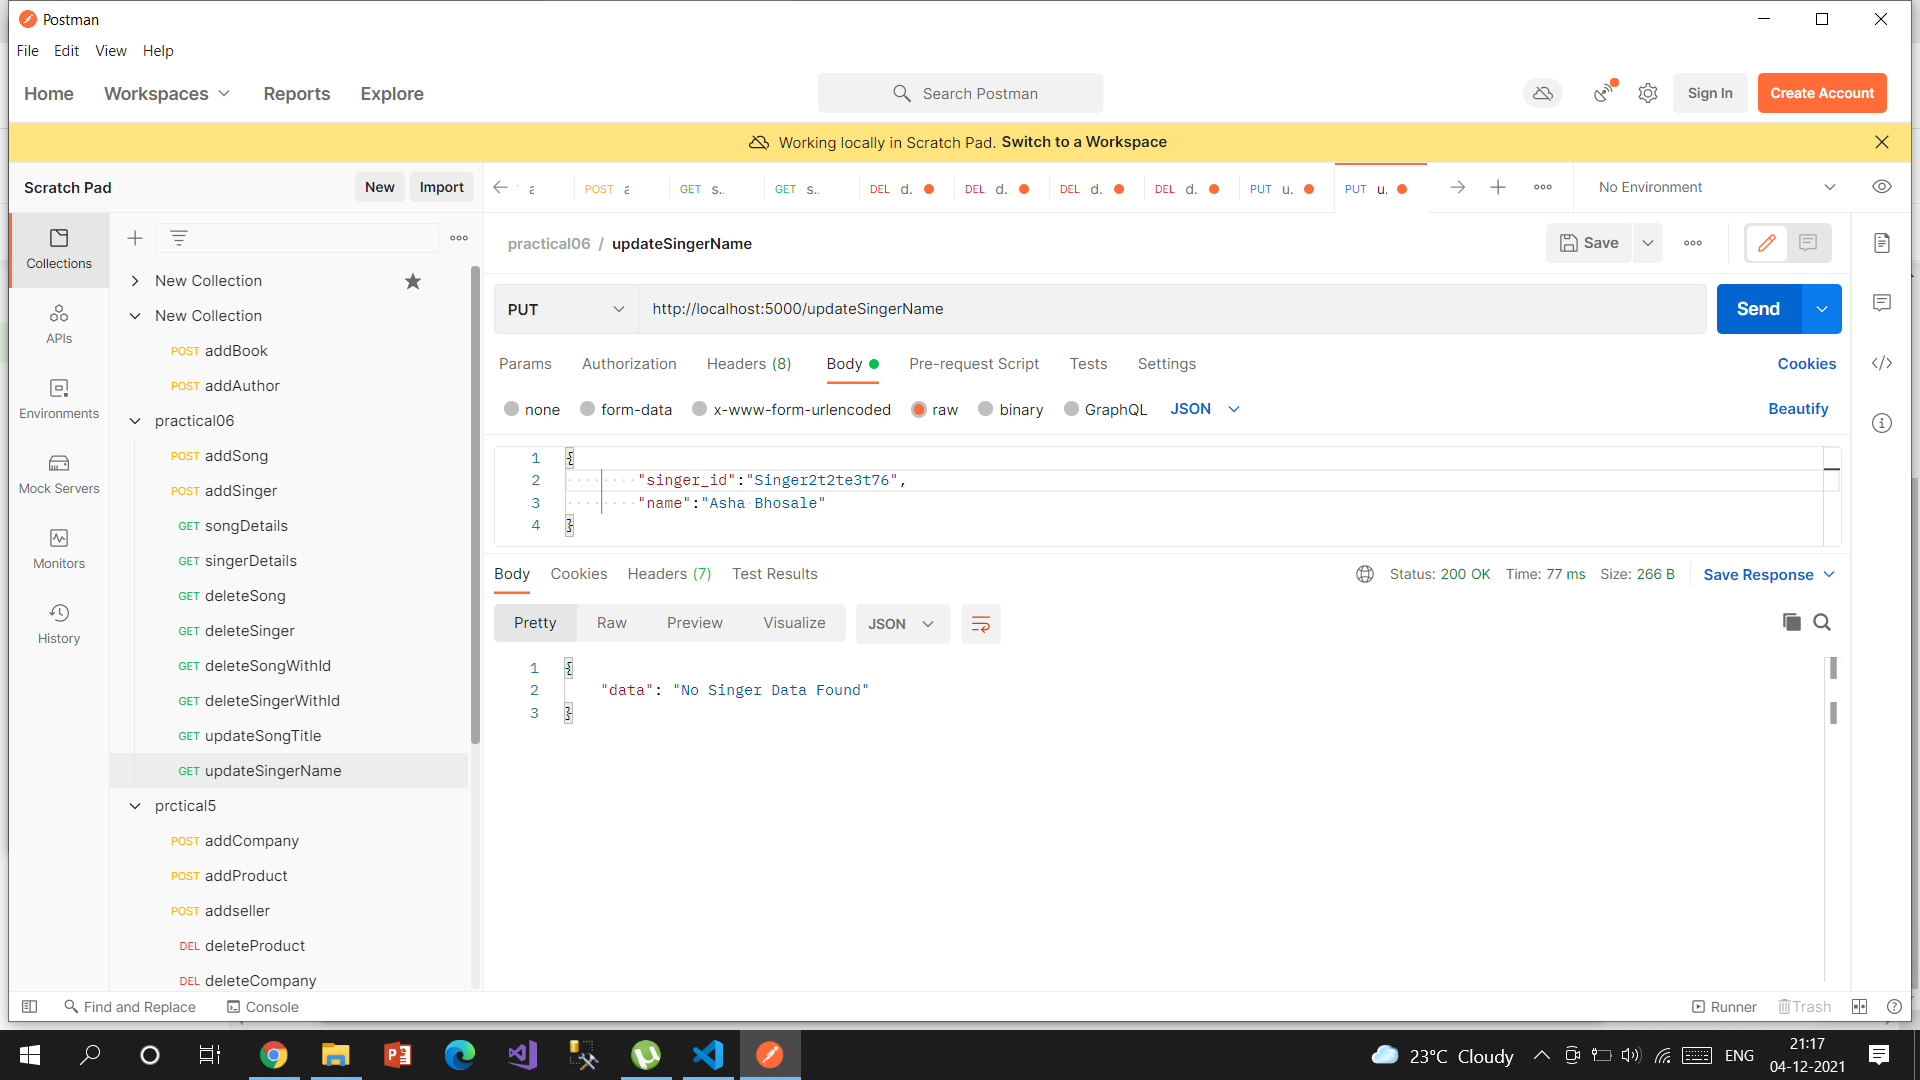 Postman
File Edit View Help
Home Workspaces Reports Explore Search Postman Sign In Create Account
Working locally in Scratch Pad. Switch to a Workspace
Scratch Pad New Import
POST GET s.. GET s.. DEL d. DEL d. DEL d. DEL d. PUT u. PUT u. No Environment
Collections
APIs
Environments
Mock Servers
Monitors
History
New Collection
New Collection
POST addBook
POST addAuthor
practical06
POST addSong
POST addSinger
GET songDetails
GET singerDetails
GET deleteSong
GET deleteSinger
GET deleteSongWithId
GET deleteSingerWithId
GET updateSongTitle
GET updateSingerName
prctical5
POST addCompany
POST addProduct
POST addseller
DEL deleteProduct
DEL deleteCompany
practical06 / updateSingerName Save
PUT http://localhost:5000/updateSingerName Send
Params Authorization Headers (8) Body Pre-request Script Tests Settings Cookies
none form-data x-www-form-urlencoded raw binary GraphQL JSON Beautify
1 {
2 "singer_id":"Singer2t2te3t76",
3 "name":"Asha Bhosale"
4 }
Body Cookies Headers (7) Test Results Status: 200 OK Time: 77 ms Size: 266 B Save Response
Pretty Raw Preview Visualize JSON
1 {
2 "data": "No Singer Data Found"
3 }
Find and Replace Console Runner Trash
23°C Cloudy ENG 21:17
04-12-2021